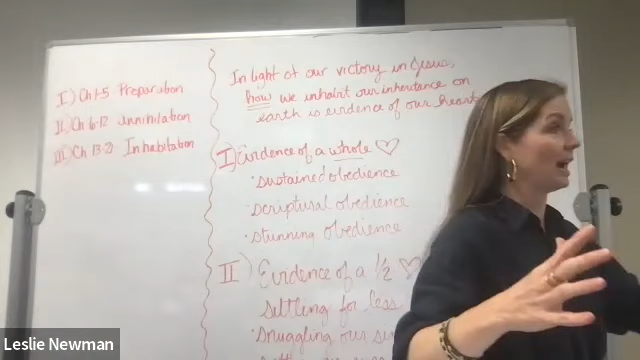 I) Ch 1-5 Preparation
II) Ch 6-12 Annihilation
III) Ch 13-21 Inhabitation
In light of our victory in Jesus,
how we inhabit our inheritance on
earth is evidence of our heart
I) Evidence of a whole ♡
• Sustained obedience
• Scriptural obedience
• Stunning obedience
II) Evidence of a 1/2 ♡
Settling for less
• Snuggling our
Leslie Newman